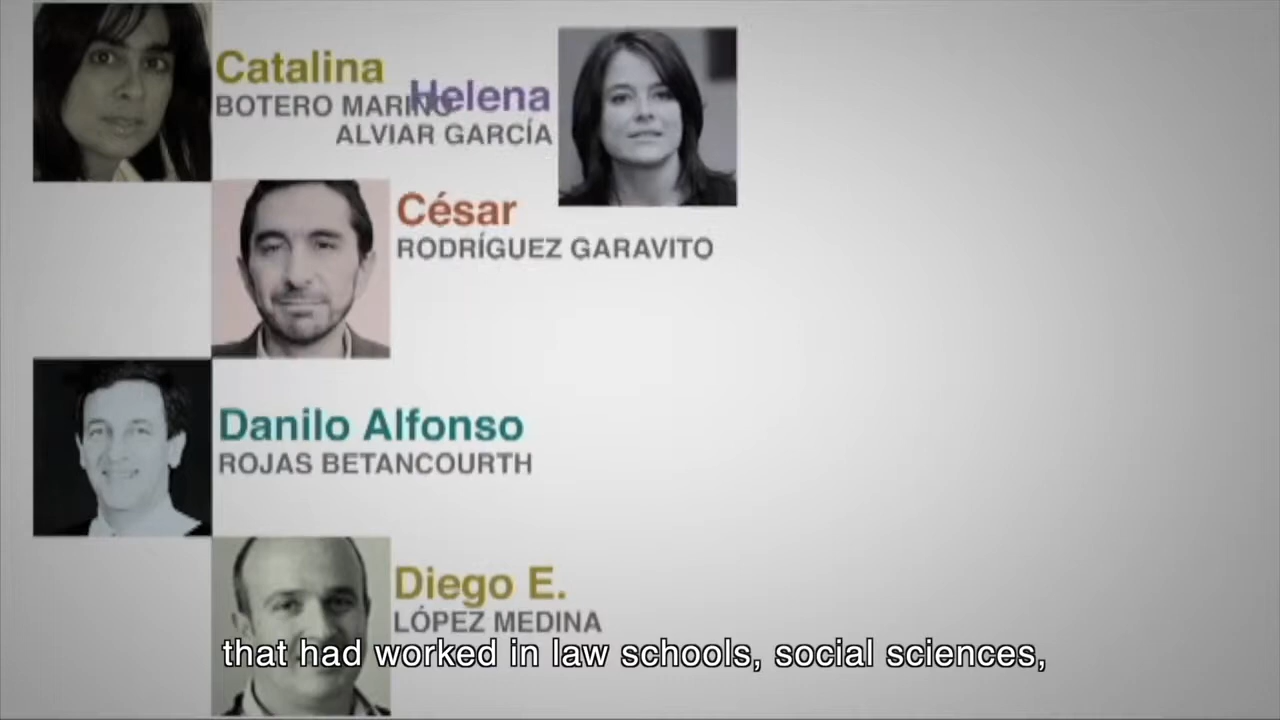 Catalina
BOTERO MARIÑO
Helena
ALVIAR GARCÍA
César
RODRÍGUEZ GARAVITO
Danilo Alfonso
ROJAS BETANCOURTH
Diego E.
LÓPEZ MEDINA
that had worked in law schools, social sciences,